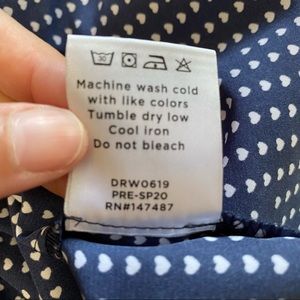 30
Machine wash cold
with like colors
Tumble dry low
Cool iron
Do not bleach
DRW0619
PRE-SP20
RN#147487